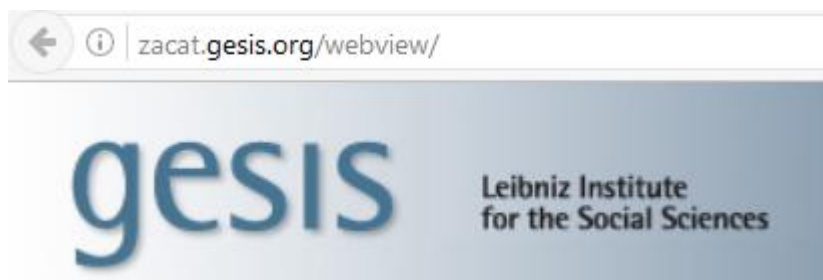 zacat.gesis.org/webview/
gesis
Leibniz Institute
for the Social Sciences